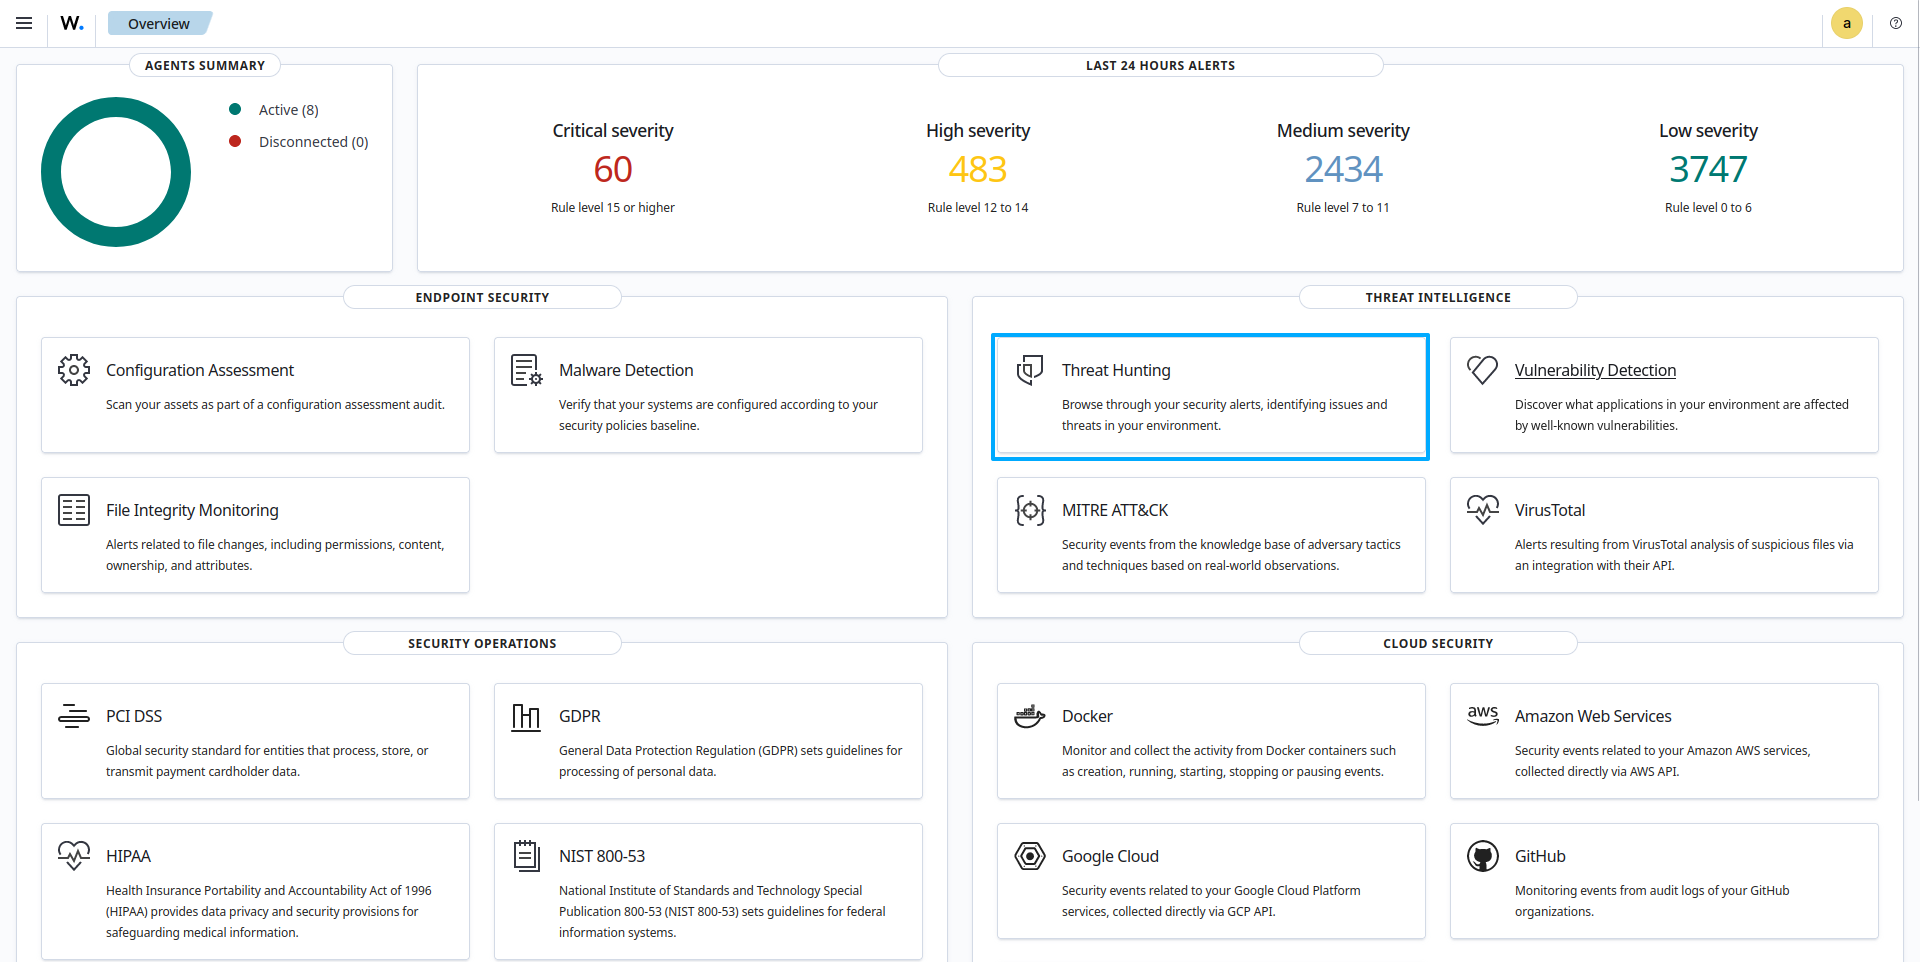 W.
Overview
a
AGENTS SUMMARY
Active (8)
Disconnected (0)
LAST 24 HOURS ALERTS
Critical severity
60
Rule level 15 or higher
High severity
483
Rule level 12 to 14
Medium severity
2434
Rule level 7 to 11
Low severity
3747
Rule level 0 to 6
ENDPOINT SECURITY
Configuration Assessment
Scan your assets as part of a configuration assessment audit.
Malware Detection
Verify that your systems are configured according to your
security policies baseline.
File Integrity Monitoring
Alerts related to file changes, including permissions, content,
ownership, and attributes.
THREAT INTELLIGENCE
Threat Hunting
Browse through your security alerts, identifying issues and
threats in your environment.
Vulnerability Detection
Discover what applications in your environment are affected
by well-known vulnerabilities.
MITRE ATT&CK
Security events from the knowledge base of adversary tactics
and techniques based on real-world observations.
VirusTotal
Alerts resulting from VirusTotal analysis of suspicious files via
an integration with their API.
SECURITY OPERATIONS
PCI DSS
Global security standard for entities that process, store, or
transmit payment cardholder data.
GDPR
General Data Protection Regulation (GDPR) sets guidelines for
processing of personal data.
HIPAA
Health Insurance Portability and Accountability Act of 1996
(HIPAA) provides data privacy and security provisions for
safeguarding medical information.
NIST 800-53
National Institute of Standards and Technology Special
Publication 800-53 (NIST 800-53) sets guidelines for federal
information systems.
CLOUD SECURITY
Docker
Monitor and collect the activity from Docker containers such
as creation, running, starting, stopping or pausing events.
aws
Amazon Web Services
Security events related to your Amazon AWS services,
collected directly via AWS API.
Google Cloud
Security events related to your Google Cloud Platform
services, collected directly via GCP API.
GitHub
Monitoring events from audit logs of your GitHub
organizations.